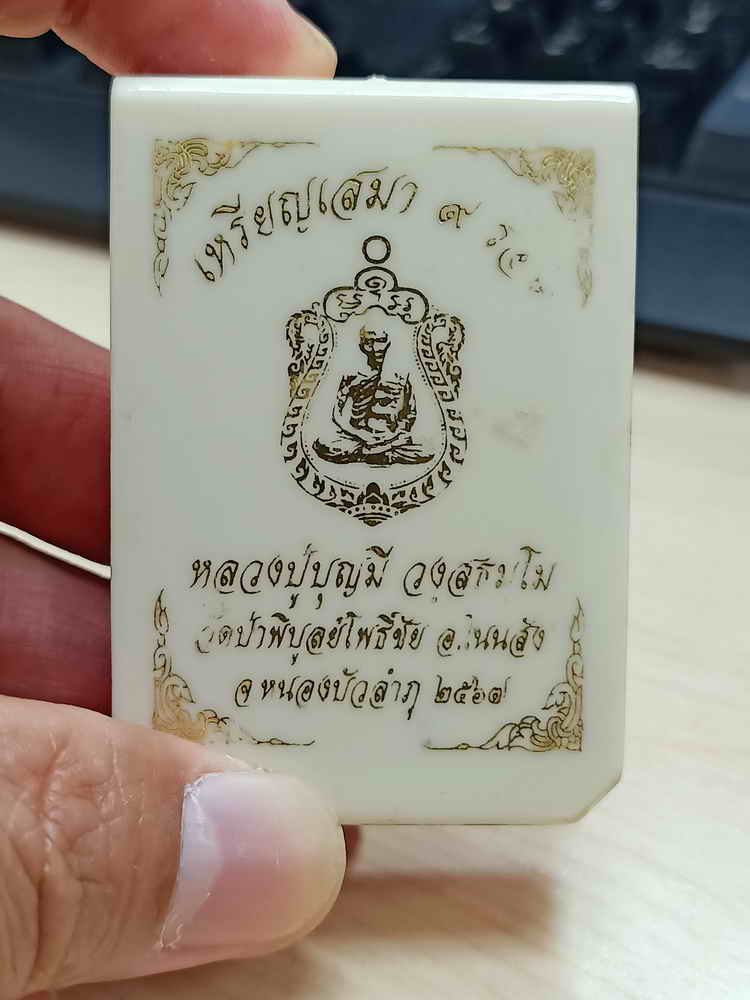 เหรียญเสมา ๙
หลวงปู่บุญมี
วัดป่าพิบูลย์โพธิ์ชัย อ.โนนสัง
จ.หนองบัวลำภู ๒๕๖๗